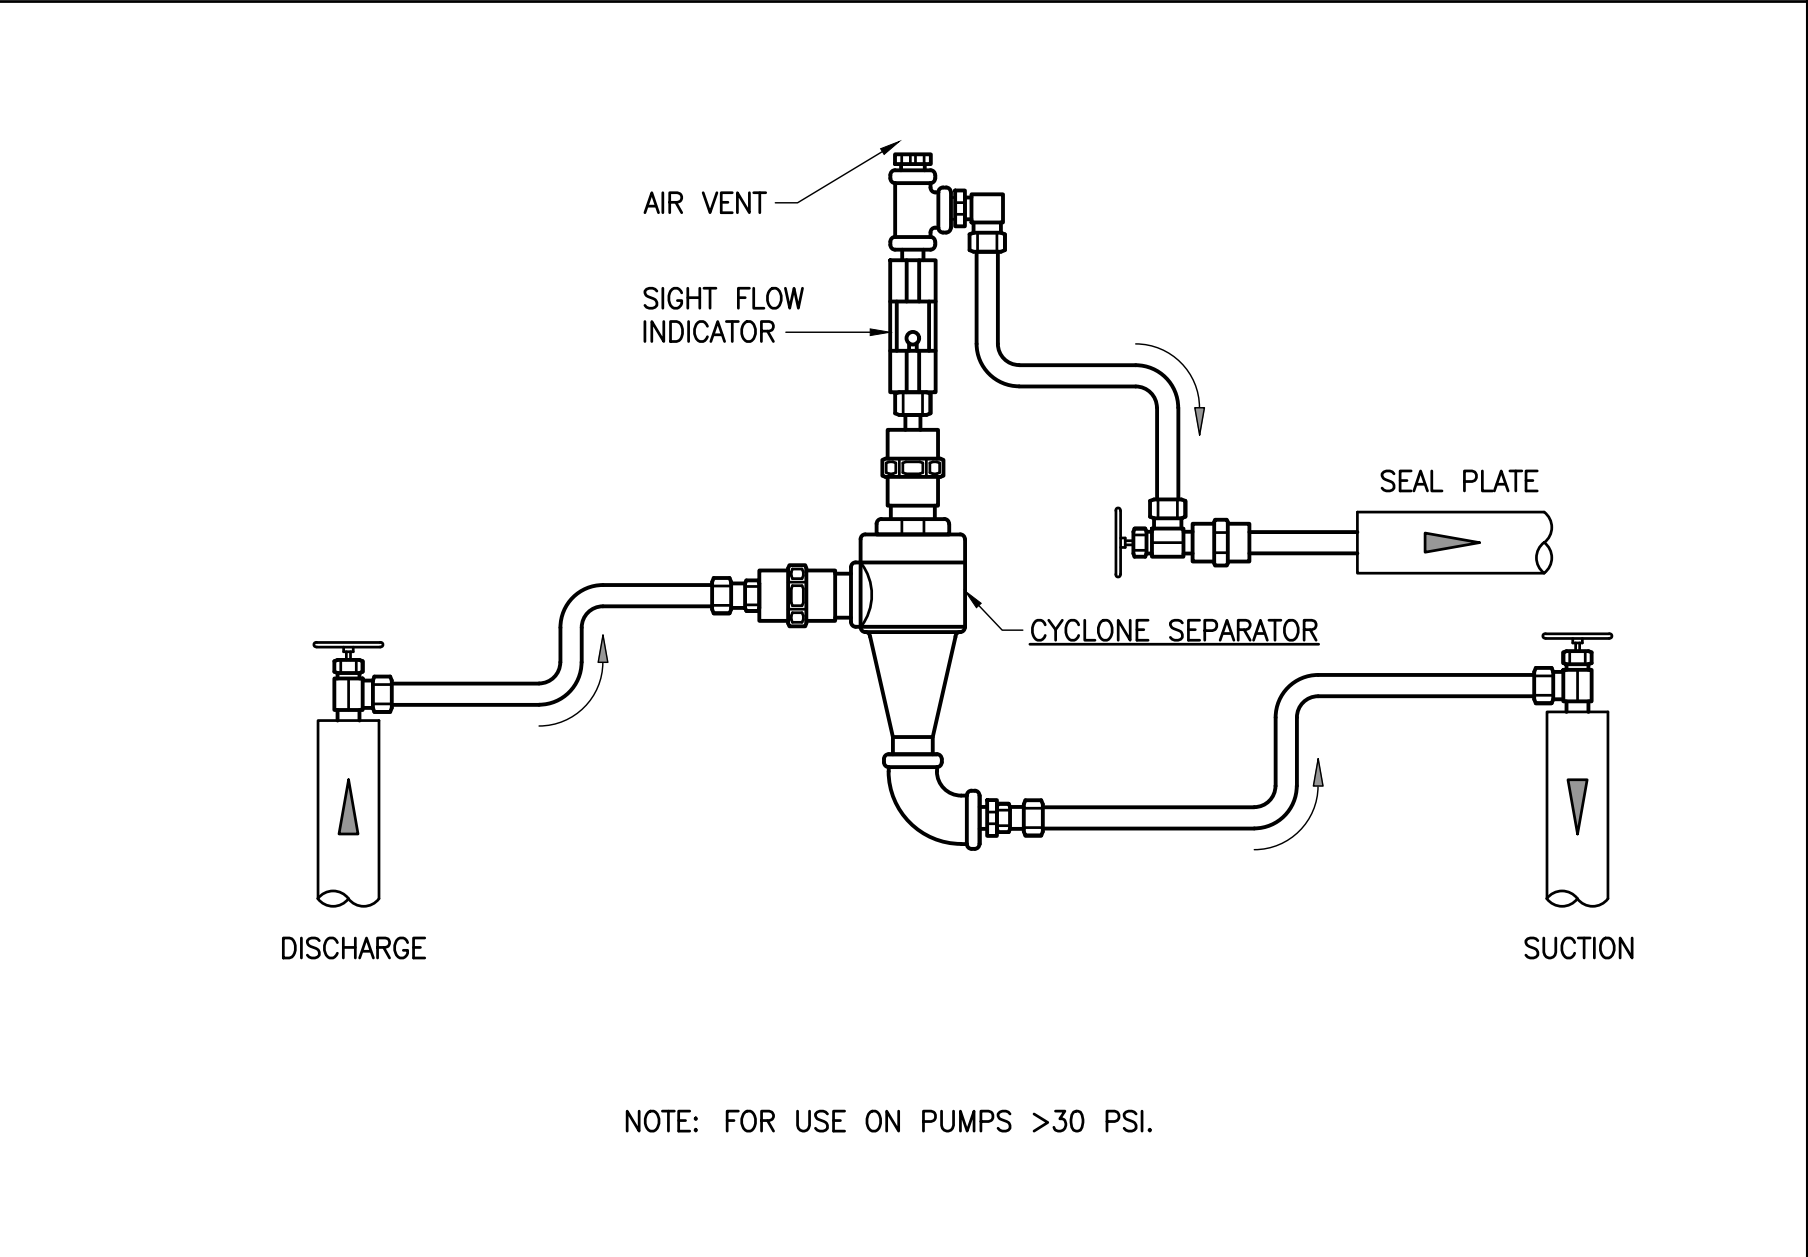 AIR VENT
SIGHT FLOW
INDICATOR
SEAL PLATE
CYCLONE SEPARATOR
DISCHARGE
SUCTION
NOTE: FOR USE ON PUMPS >30 PSI.